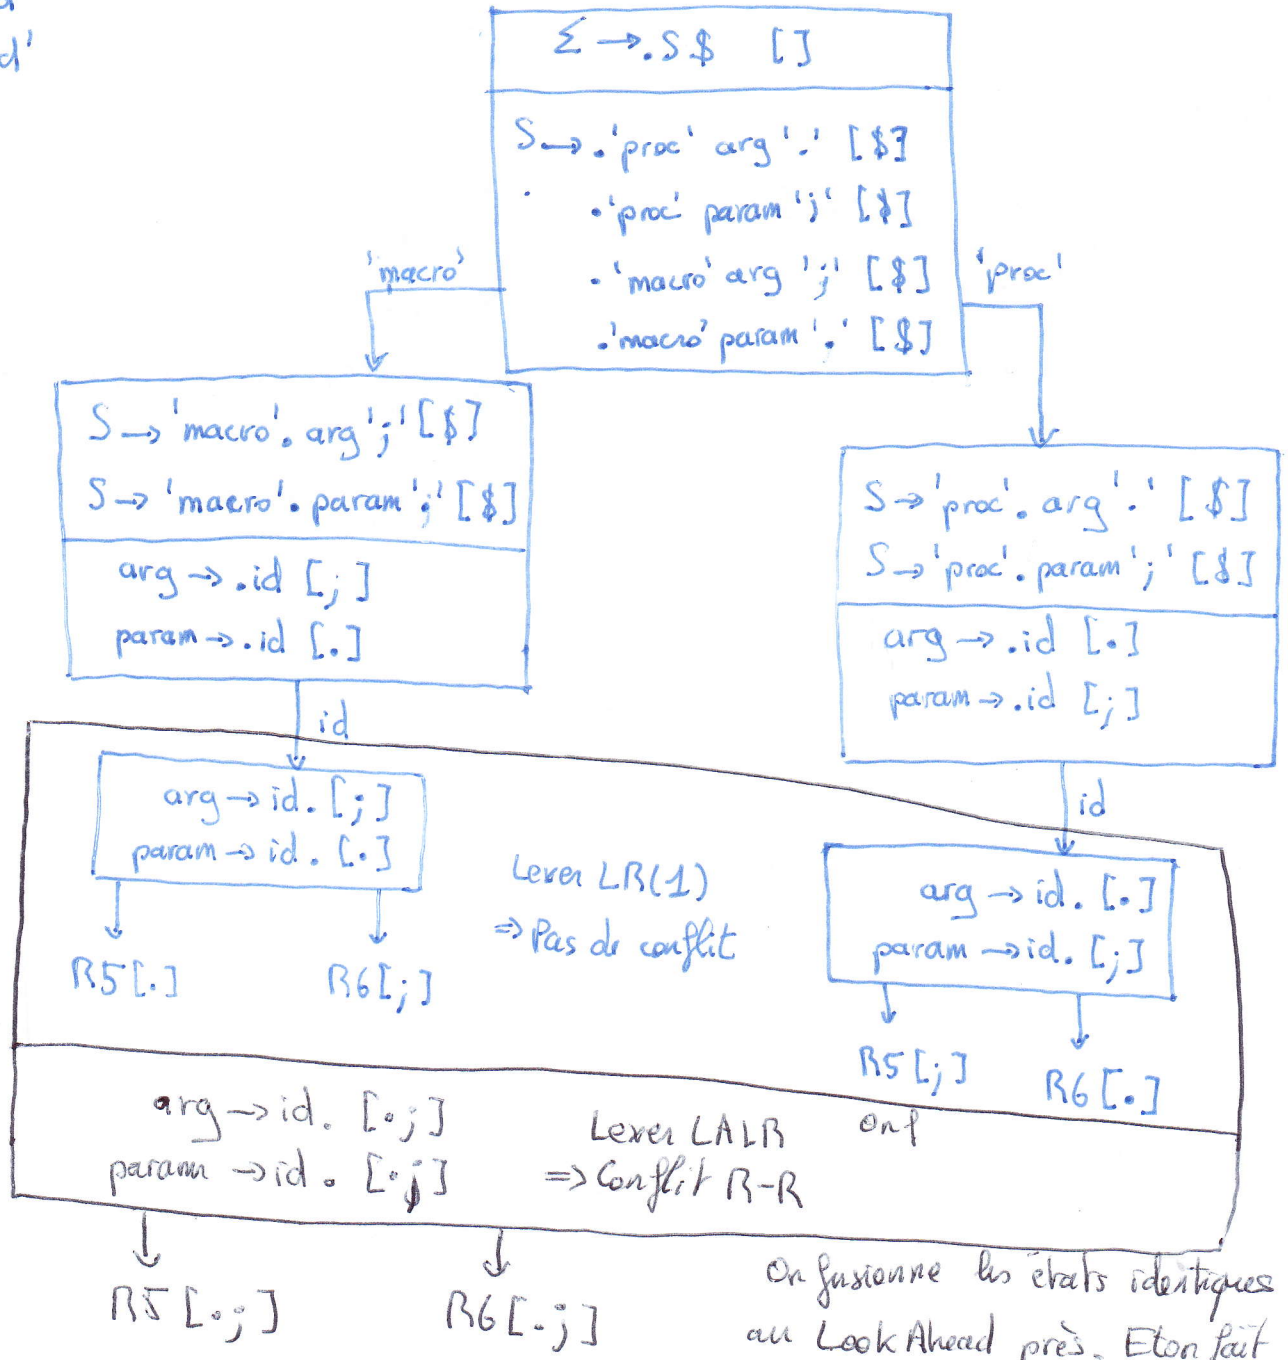 d'
Σ → . S $ []
S → . 'proc' arg '.' [$]
. 'proc' param ';' [$]
. 'macro' arg ';' [$]
. 'macro' param '.' [$]
'macro'
'proc'
S → 'macro' . arg ';' [$]
S → 'macro' . param ';' [$]
arg → . id [;]
param → . id [.]
id
S → 'proc' . arg '.' [$]
S → 'proc' . param ';' [$]
arg → . id [.]
param → . id [;]
id
arg → id . [;]
param → id . [.]
R5 [.]
R6 [;]
Lexer LR(1)
⇒ Pas de conflit
arg → id . [.]
param → id . [;]
R5 [;]
R6 [.]
arg → id . [.;]
param → id . [.;]
Lexer LALR
⇒ Conflit R-R
On f
R5 [.;]
R6 [.;]
On fusionne les états identiques
au Look Ahead près. Et on fait